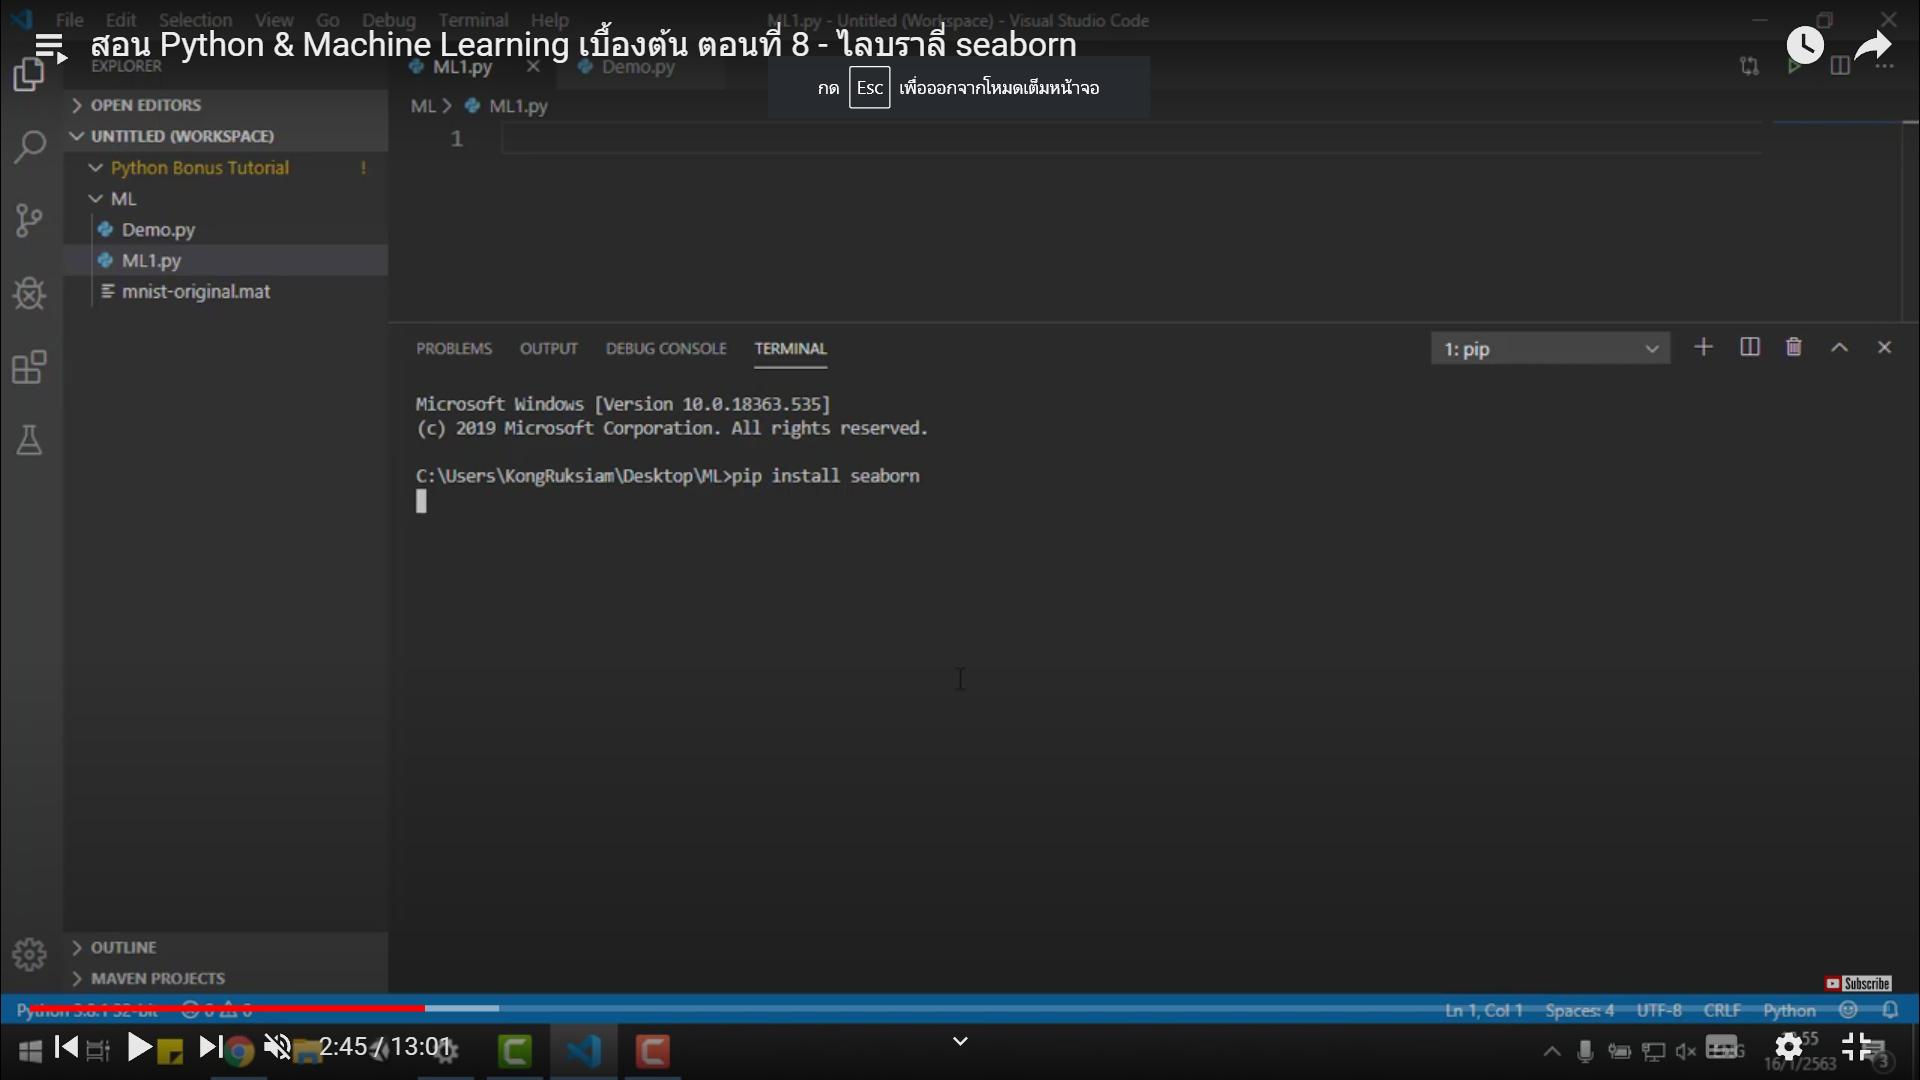 File Edit Selection View Go Debug Terminal Help ML1.py - Untitled (Workspace) - Visual Studio Code
สอน Python & Machine Learning เบื้องต้น ตอนที่ 8 - ไลบราลี่ seaborn
EXPLORER
ML1.py Demo.py
กด Esc เพื่อออกจากโหมดเต็มหน้าจอ
OPEN EDITORS
ML > ML1.py
UNTITLED (WORKSPACE)
1
Python Bonus Tutorial !
ML
Demo.py
ML1.py
mnist-original.mat
PROBLEMS OUTPUT DEBUG CONSOLE TERMINAL 1: pip
Microsoft Windows [Version 10.0.18363.535]
(c) 2019 Microsoft Corporation. All rights reserved.
C:\Users\KongRuksiam\Desktop\ML>pip install seaborn
OUTLINE
MAVEN PROJECTS
Subscribe
Python 3.8.1 32-bit 0 0 Ln 1, Col 1 Spaces: 4 UTF-8 CRLF Python
2:45 / 13:01
16/1/2563 3